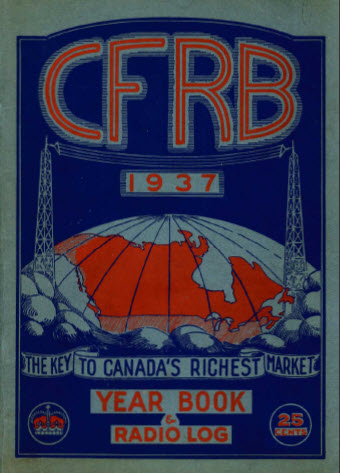 CFRB
1937
THE KEY TO CANADA'S RICHEST MARKET
YEAR BOOK
&
RADIO LOG
25
CENTS